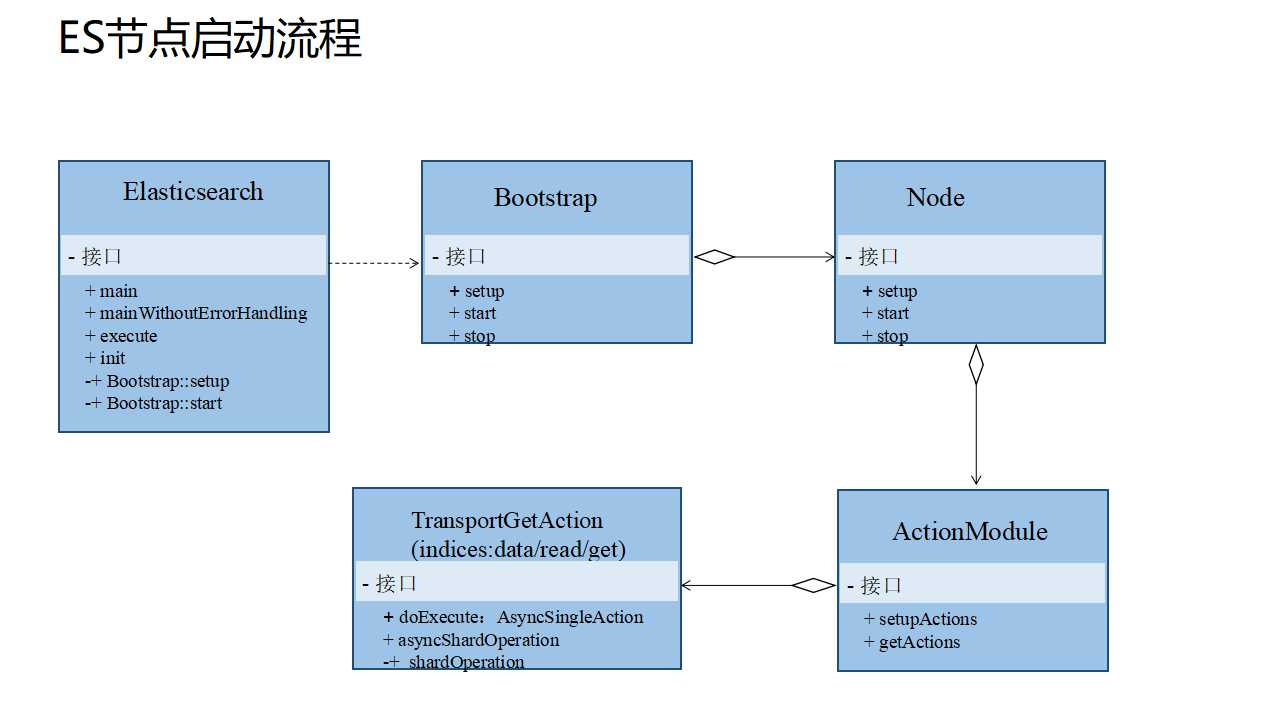 ES节点启动流程
Elasticsearch
- 接口
+ main
+ mainWithoutErrorHandling
+ execute
+ init
-+ Bootstrap::setup
-+ Bootstrap::start
Bootstrap
- 接口
+ setup
+ start
+ stop
Node
- 接口
+ setup
+ start
+ stop
TransportGetAction
(indices:data/read/get)
- 接口
+ doExecute：AsyncSingleAction
+ asyncShardOperation
-+ shardOperation
ActionModule
- 接口
+ setupActions
+ getActions